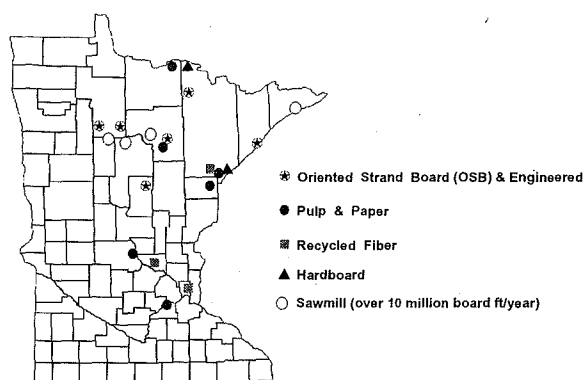 Oriented Strand Board (OSB) & Engineered
Pulp & Paper
Recycled Fiber
Hardboard
Sawmill (over 10 million board ft/year)